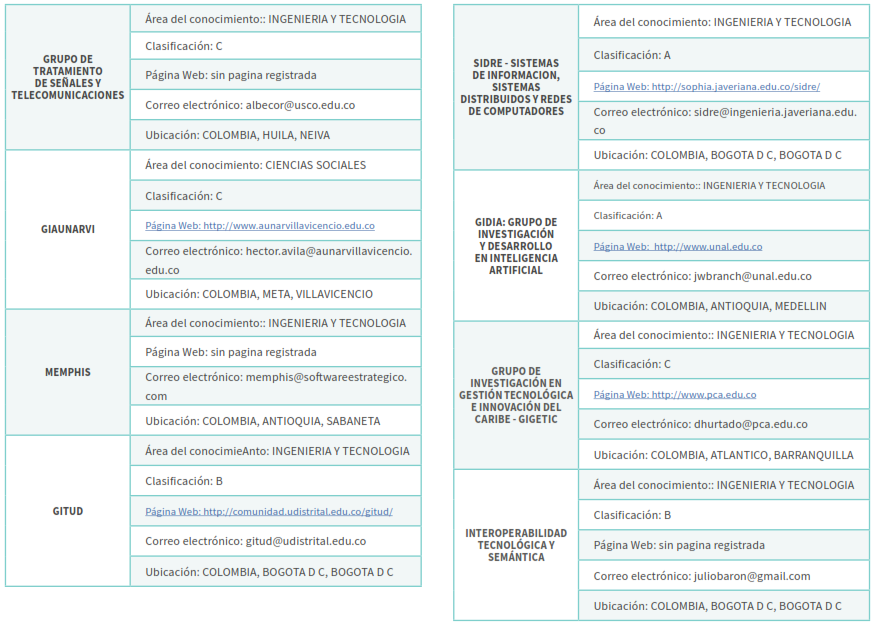 GRUPO DE
TRATAMIENTO
DE SEÑALES Y
TELECOMUNICACIONES
Área del conocimiento:: INGENIERIA Y TECNOLOGIA
Clasificación: C
Página Web: sin pagina registrada
Correo electrónico: albecor@usco.edu.co
Ubicación: COLOMBIA, HUILA, NEIVA
GIAUNARVI
Área del conocimiento: CIENCIAS SOCIALES
Clasificación: C
Página Web: http://www.aunarvillavicencio.edu.co
Correo electrónico: hector.avila@aunarvillavicencio.
edu.co
Ubicación: COLOMBIA, META, VILLAVICENCIO
MEMPHIS
Área del conocimiento:: INGENIERIA Y TECNOLOGIA
Página Web: sin pagina registrada
Correo electrónico: memphis@softwareestrategico.
com
Ubicación: COLOMBIA, ANTIOQUIA, SABANETA
GITUD
Área del conocimieAnto: INGENIERIA Y TECNOLOGIA
Clasificación: B
Página Web: http://comunidad.udistrital.edu.co/gitud/
Correo electrónico: gitud@udistrital.edu.co
Ubicación: COLOMBIA, BOGOTA D C, BOGOTA D C
SIDRE - SISTEMAS
DE INFORMACION,
SISTEMAS
DISTRIBUIDOS Y REDES
DE COMPUTADORES
Área del conocimiento: INGENIERIA Y TECNOLOGIA
Clasificación: A
Página Web: http://sophia.javeriana.edu.co/sidre/
Correo electrónico: sidre@ingenieria.javeriana.edu.
co
Ubicación: COLOMBIA, BOGOTA D C, BOGOTA D C
GIDIA: GRUPO DE
INVESTIGACIÓN
Y DESARROLLO
EN INTELIGENCIA
ARTIFICIAL
Área del conocimiento:: INGENIERIA Y TECNOLOGIA
Clasificación: A
Página Web: http://www.unal.edu.co
Correo electrónico: jwbranch@unal.edu.co
Ubicación: COLOMBIA, ANTIOQUIA, MEDELLIN
GRUPO DE
INVESTIGACIÓN EN
GESTIÓN TECNOLÓGICA
E INNOVACIÓN DEL
CARIBE - GIGETIC
Área del conocimiento:: INGENIERIA Y TECNOLOGIA
Clasificación: C
Página Web: http://www.pca.edu.co
Correo electrónico: dhurtado@pca.edu.co
Ubicación: COLOMBIA, ATLANTICO, BARRANQUILLA
INTEROPERABILIDAD
TECNOLÓGICA Y
SEMÁNTICA
Área del conocimiento:: INGENIERIA Y TECNOLOGIA
Clasificación: B
Página Web: sin pagina registrada
Correo electrónico: juliobaron@gmail.com
Ubicación: COLOMBIA, BOGOTA D C, BOGOTA D C